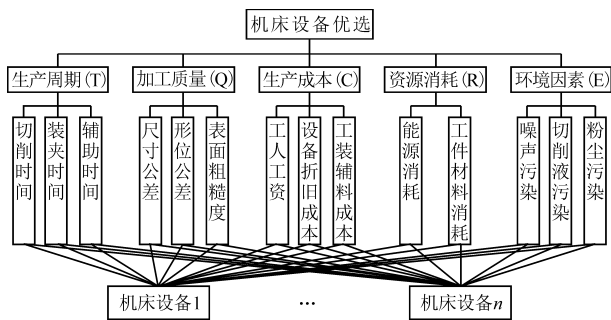 机床设备优选
生产周期(T) 加工质量(Q) 生产成本(C) 资源消耗(R) 环境因素(E)
切削时间
装夹时间
辅助时间
尺寸公差
形位公差
表面粗糙度
工人工资
设备折旧成本
工装辅料成本
能源消耗
工件材料消耗
噪声污染
切削液污染
粉尘污染
机床设备1 … 机床设备n